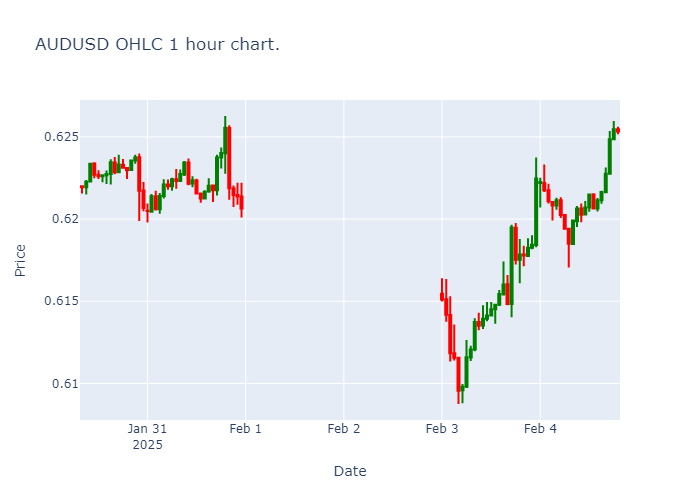 AUDUSD OHLC 1 hour chart.
Price
0.625
0.62
0.615
0.61
Jan 31
2025
Feb 1
Feb 2
Feb 3
Feb 4
Date